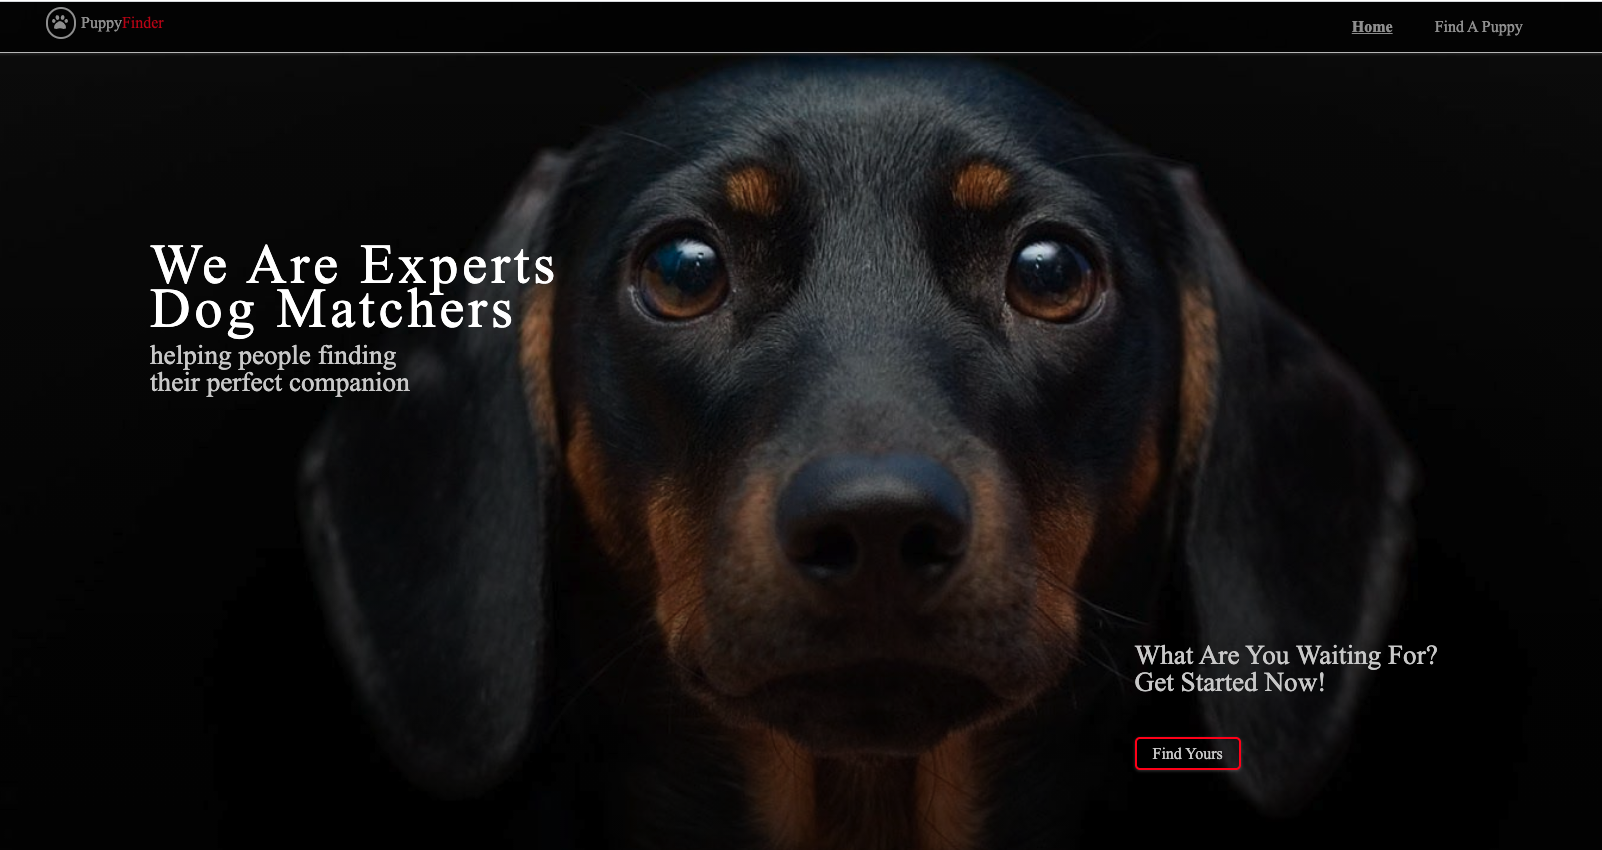 PuppyFinder
Home
Find A Puppy
We Are Experts
Dog Matchers
helping people finding
their perfect companion
What Are You Waiting For?
Get Started Now!
Find Yours